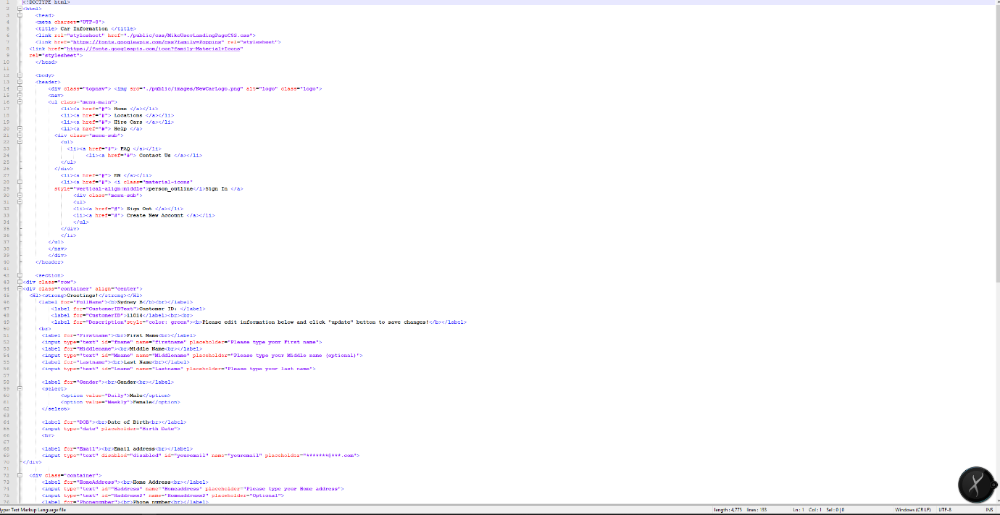 <!DOCTYPE html>
<html>
<head>
<meta charset="UTF-8">
<title> Car Information </title>
<link rel="stylesheet" href="./public/css/MikeUserLandingPageCSS.css">
<link href="https://fonts.googleapis.com/css?family=Poppins" rel="stylesheet">
<link href="https://fonts.googleapis.com/icon?family=Material+Icons"
rel="stylesheet">
</head>
<body>
<header>
<div class="topnav"> <img src="./public/images/NewCarLogo.png" alt="logo" class="logo">
<nav>
<ul class="menu-main">
<li><a href="#"> Home </a></li>
<li><a href="#"> Locations </a></li>
<li><a href="#"> Hire Cars </a></li>
<li><a href="#"> Help </a>
<div class="menu-sub">
<ul>
<li><a href="#"> FAQ </a></li>
<li><a href="#"> Contact Us </a></li>
</ul>
</div>
<li><a href="#"> EN </a></li>
<li><a href="#"> <i class="material-icons"
style="vertical-align:middle">person_outline</i>Sign In </a>
<div class="menu-sub">
<ul>
<li><a href="#"> Sign Out </a></li>
<li><a href="#"> Create New Account </a></li>
</ul>
</div>
</li>
</ul>
</nav>
</div>
</header>
<section>
<div class="row">
<div class="container" align="center">
<H1><strong>Greetings!</strong></H1>
<label for="FullName"><b>Sydney B</b><br></label>
<label for="CustomerIDText">Customer ID: </label>
<label for="CustomerID">11014</label><br><br>
<label for="Description"style="color: green"><b>Please edit information below and click "update" button to save changes!</b></label>
<br>
<label for="Firstname"><br>First Name<br></label>
<input type="text" id="fname" name="firstname" placeholder="Please type your First name">
<label for="Middlename"><br>Middle Name<br></label>
<input type="text" id="Mname" name="Middlename" placeholder="Please type your Middle name (optional)">
<label for="Lastname"><br>Last Name<br></label>
<input type="text" id="Lname" name="Lastname" placeholder="Please type your last name">
<label for="Gender"><br>Gender<br></label>
<select>
<option value="Daily">Male</option>
<option value="Weekly">Female</option>
</select>
<label for="DOB"><br>Date of Birth<br></label>
<input type="date" placeholder="Birth Date">
<br>
<label for="Email"><br>Email address<br></label>
<input type="text" disabled="disabled" id="youremail" name="youremail" placeholder="*******@***.com">
</div>
<div class="container">
<label for="HomeAddress"><br>Home Address<br></label>
<input type="text" id="Haddress" name="Homeaddress" placeholder="Please type your Home address">
<input type="text" id="Haddress2" name="Homeaddress2" placeholder="Optional">
<label for="Phonenumber"><br>Phone number<br></label>
yper Text Markup Language file length : 4,775 lines : 133 Ln : 1 Col : 1 Sel : 0 | 0 Windows (CR LF) UTF-8 INS